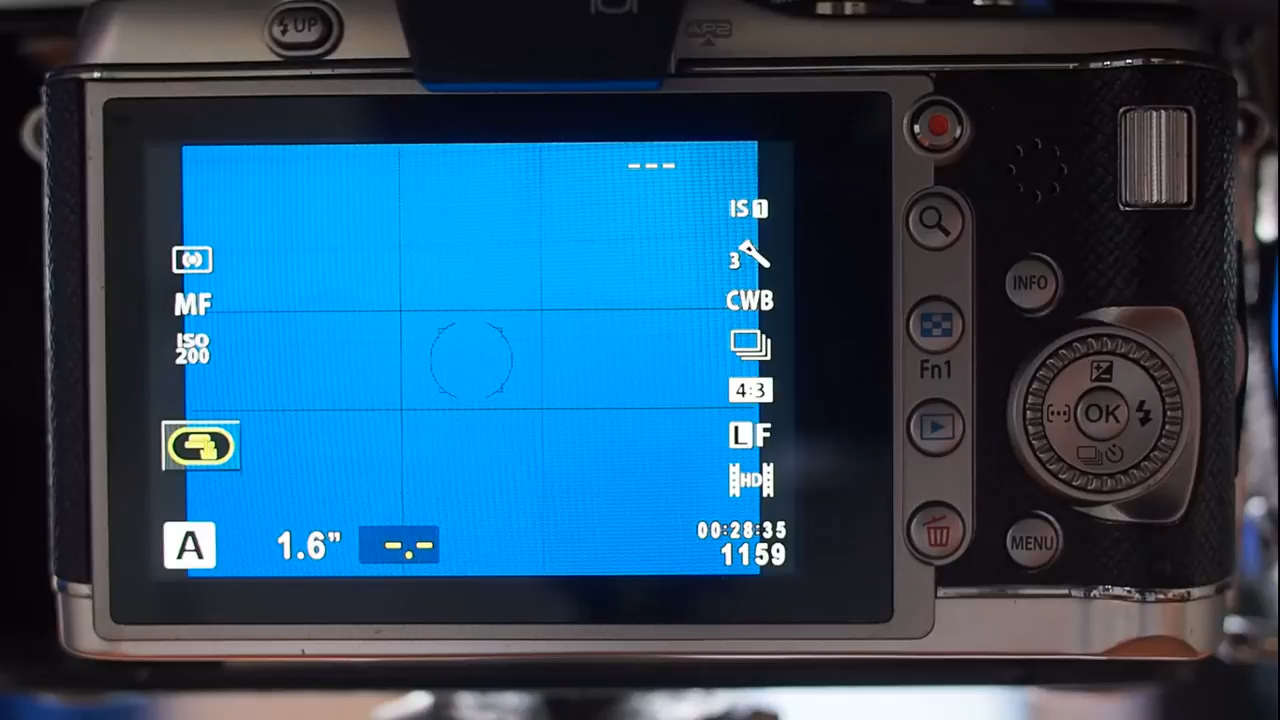 UP
AP2
---
IS 1
3
MF
CWB
ISO
200
4:3
L F
HD
A
1.6"
--.--
00:28:35
1159
INFO
Fn1
OK
MENU